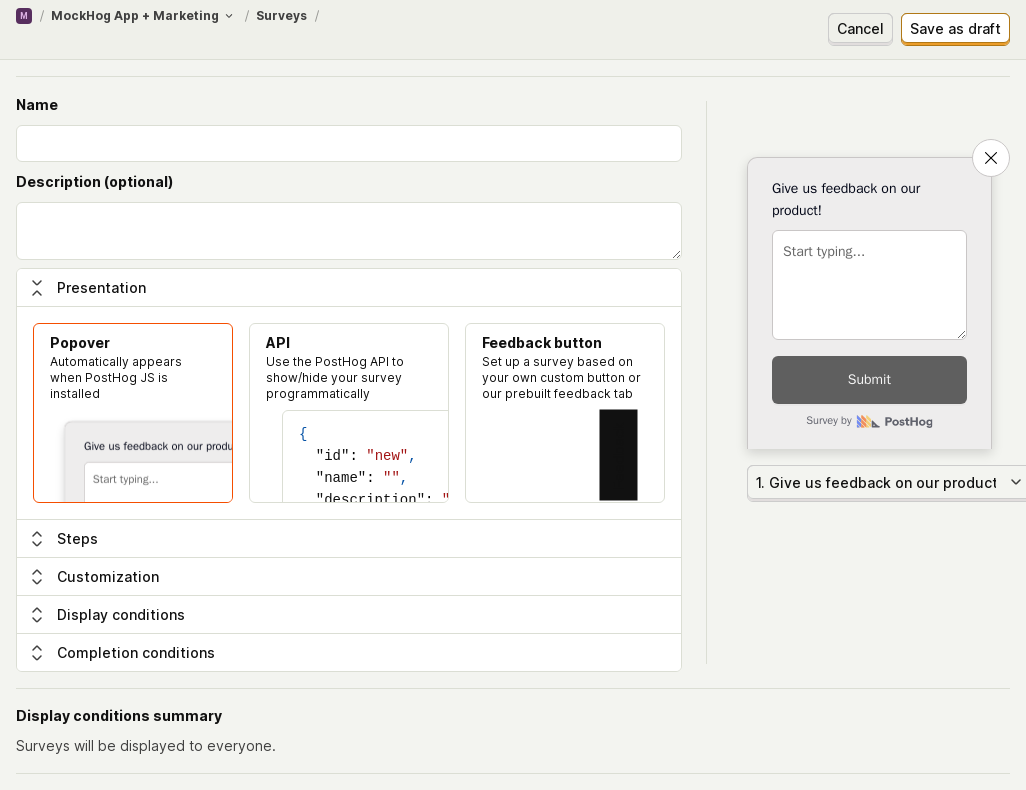 M / MockHog App + Marketing / Surveys /
Cancel
Save as draft
Name
Description (optional)
Presentation
Popover
Automatically appears
when PostHog JS is
installed
Give us feedback on our produ
Start typing...
API
Use the PostHog API to
show/hide your survey
programmatically
{
"id": "new",
"name": "",
"description": "
Feedback button
Set up a survey based on
your own custom button or
our prebuilt feedback tab
Steps
Customization
Display conditions
Completion conditions
Give us feedback on our
product!
Start typing...
Submit
Survey by PostHog
1. Give us feedback on our product
Display conditions summary
Surveys will be displayed to everyone.